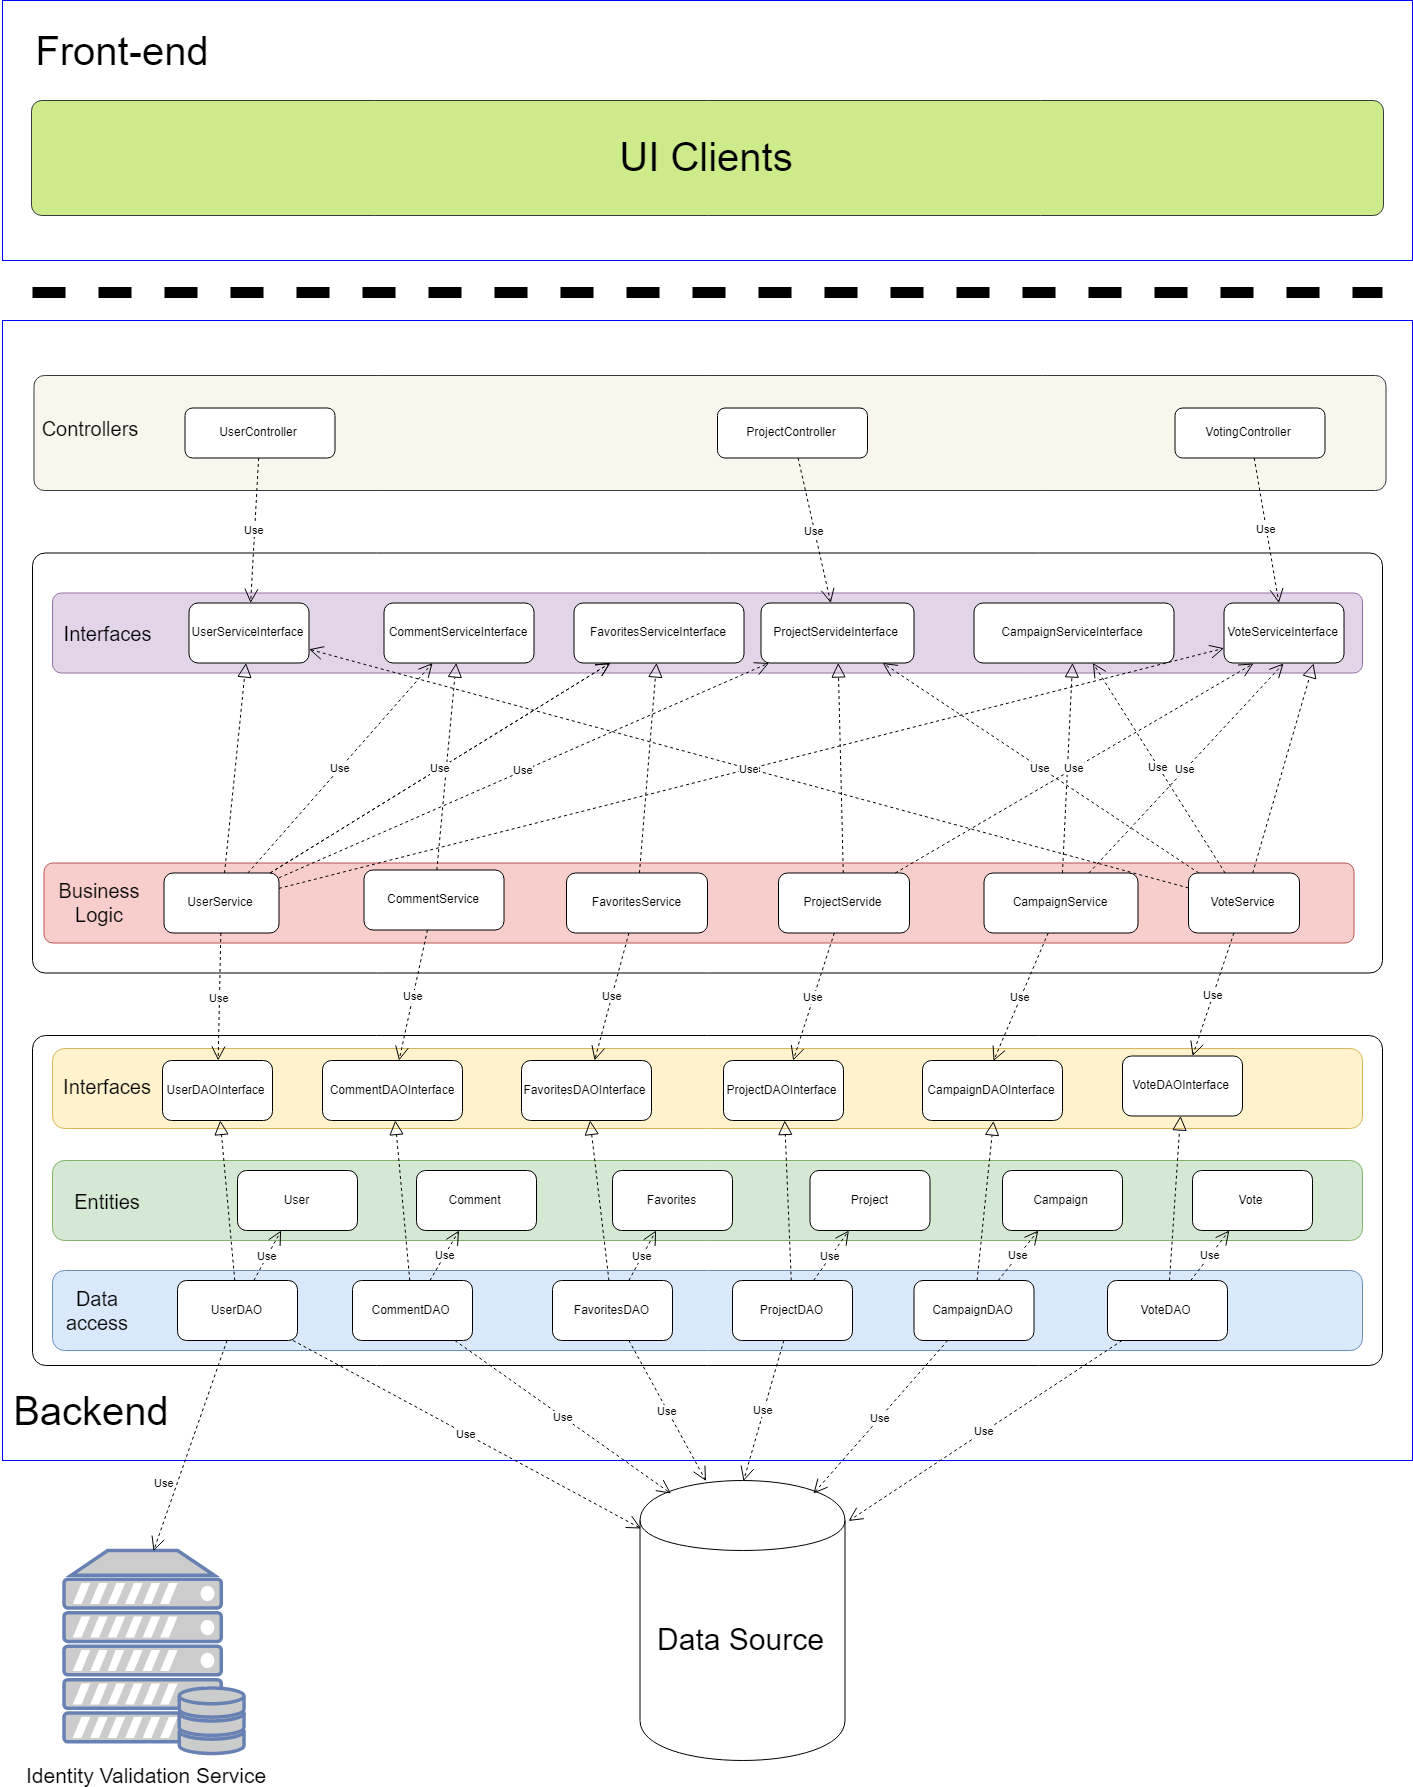 Front-end
UI Clients
Controllers
UserController
ProjectController
VotingController
Use
Use
Use
Interfaces
UserServiceInterface
CommentServiceInterface
FavoritesServiceInterface
ProjectServideInterface
CampaignServiceInterface
VoteServiceInterface
Use
Use
Use
Use
Use
Use
Use
Use
Business
Logic
UserService
CommentService
FavoritesService
ProjectServide
CampaignService
VoteService
Use
Use
Use
Use
Use
Use
Interfaces
UserDAOInterface
CommentDAOInterface
FavoritesDAOInterface
ProjectDAOInterface
CampaignDAOInterface
VoteDAOInterface
Entities
User
Comment
Favorites
Project
Campaign
Vote
Use
Use
Use
Use
Use
Use
Data
access
UserDAO
CommentDAO
FavoritesDAO
ProjectDAO
CampaignDAO
VoteDAO
Backend
Use
Use
Use
Use
Use
Use
Use
Data Source
Identity Validation Service